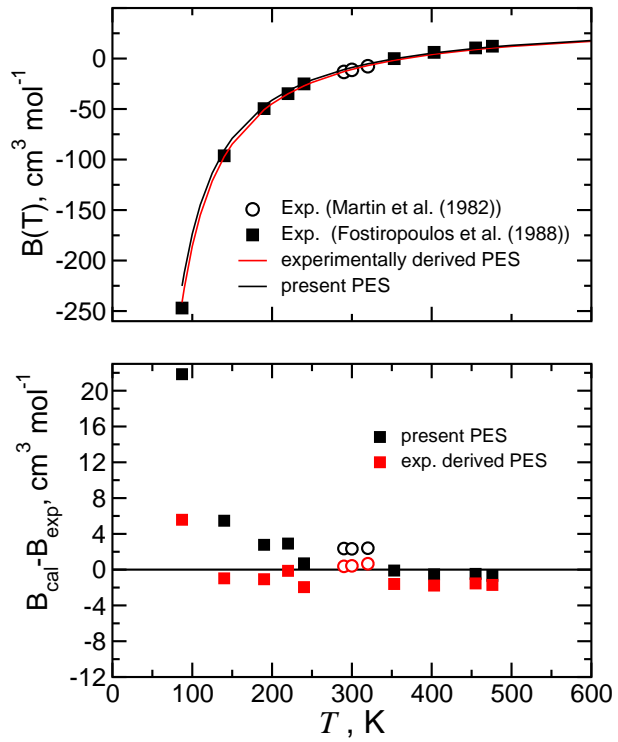 0
-50
-100
-150
-200
-250
B(T), cm³ mol⁻¹
Exp. (Martin et al. (1982))
Exp. (Fostiropoulos et al. (1988))
experimentally derived PES
present PES
20
16
12
8
4
0
-4
-8
-12
B_cal-B_exp, cm³ mol⁻¹
present PES
exp. derived PES
0 100 200 300 400 500 600
T , K